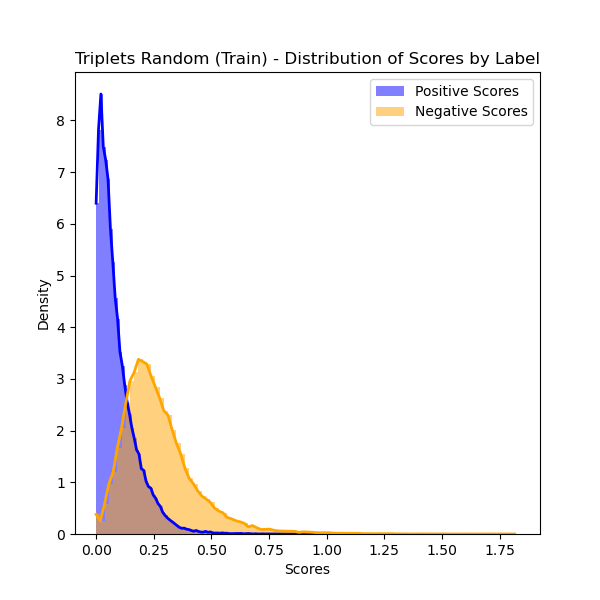 Triplets Random (Train) - Distribution of Scores by Label
Positive Scores
Negative Scores
8
7
6
5
4
3
2
1
0
Density
0.00 0.25 0.50 0.75 1.00 1.25 1.50 1.75
Scores